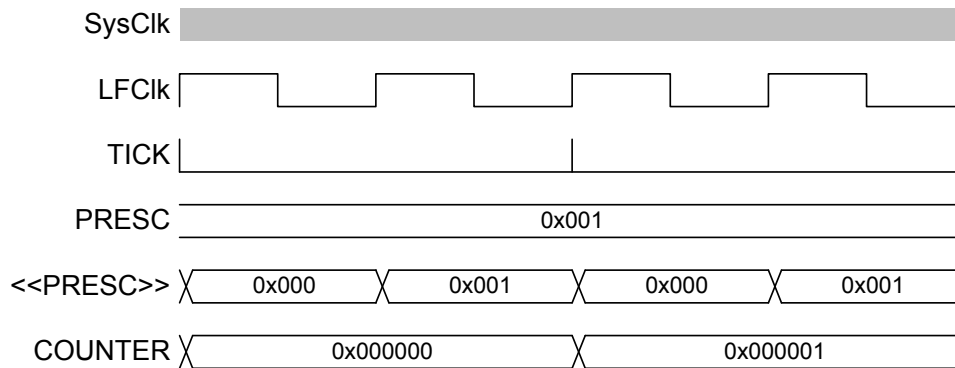 SysClk
LFClk
TICK
PRESC 0x001
<<PRESC>> 0x000 0x001 0x000 0x001
COUNTER 0x000000 0x000001